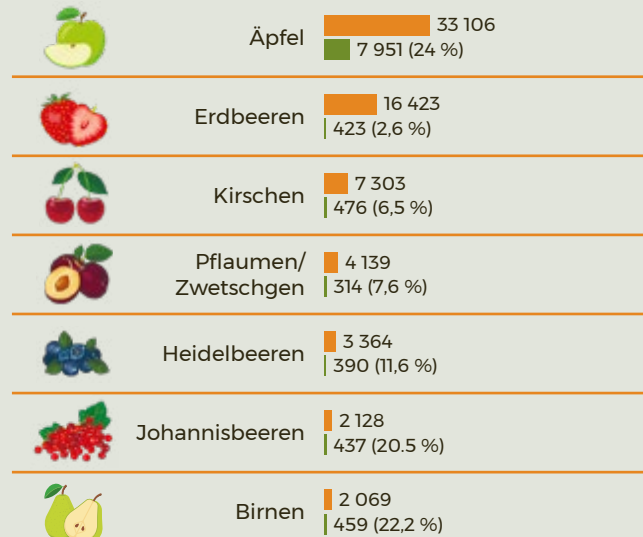 Äpfel
33 106
7 951 (24 %)
Erdbeeren
16 423
423 (2,6 %)
Kirschen
7 303
476 (6,5 %)
Pflaumen/
Zwetschgen
4 139
314 (7,6 %)
Heidelbeeren
3 364
390 (11,6 %)
Johannisbeeren
2 128
437 (20.5 %)
Birnen
2 069
459 (22,2 %)